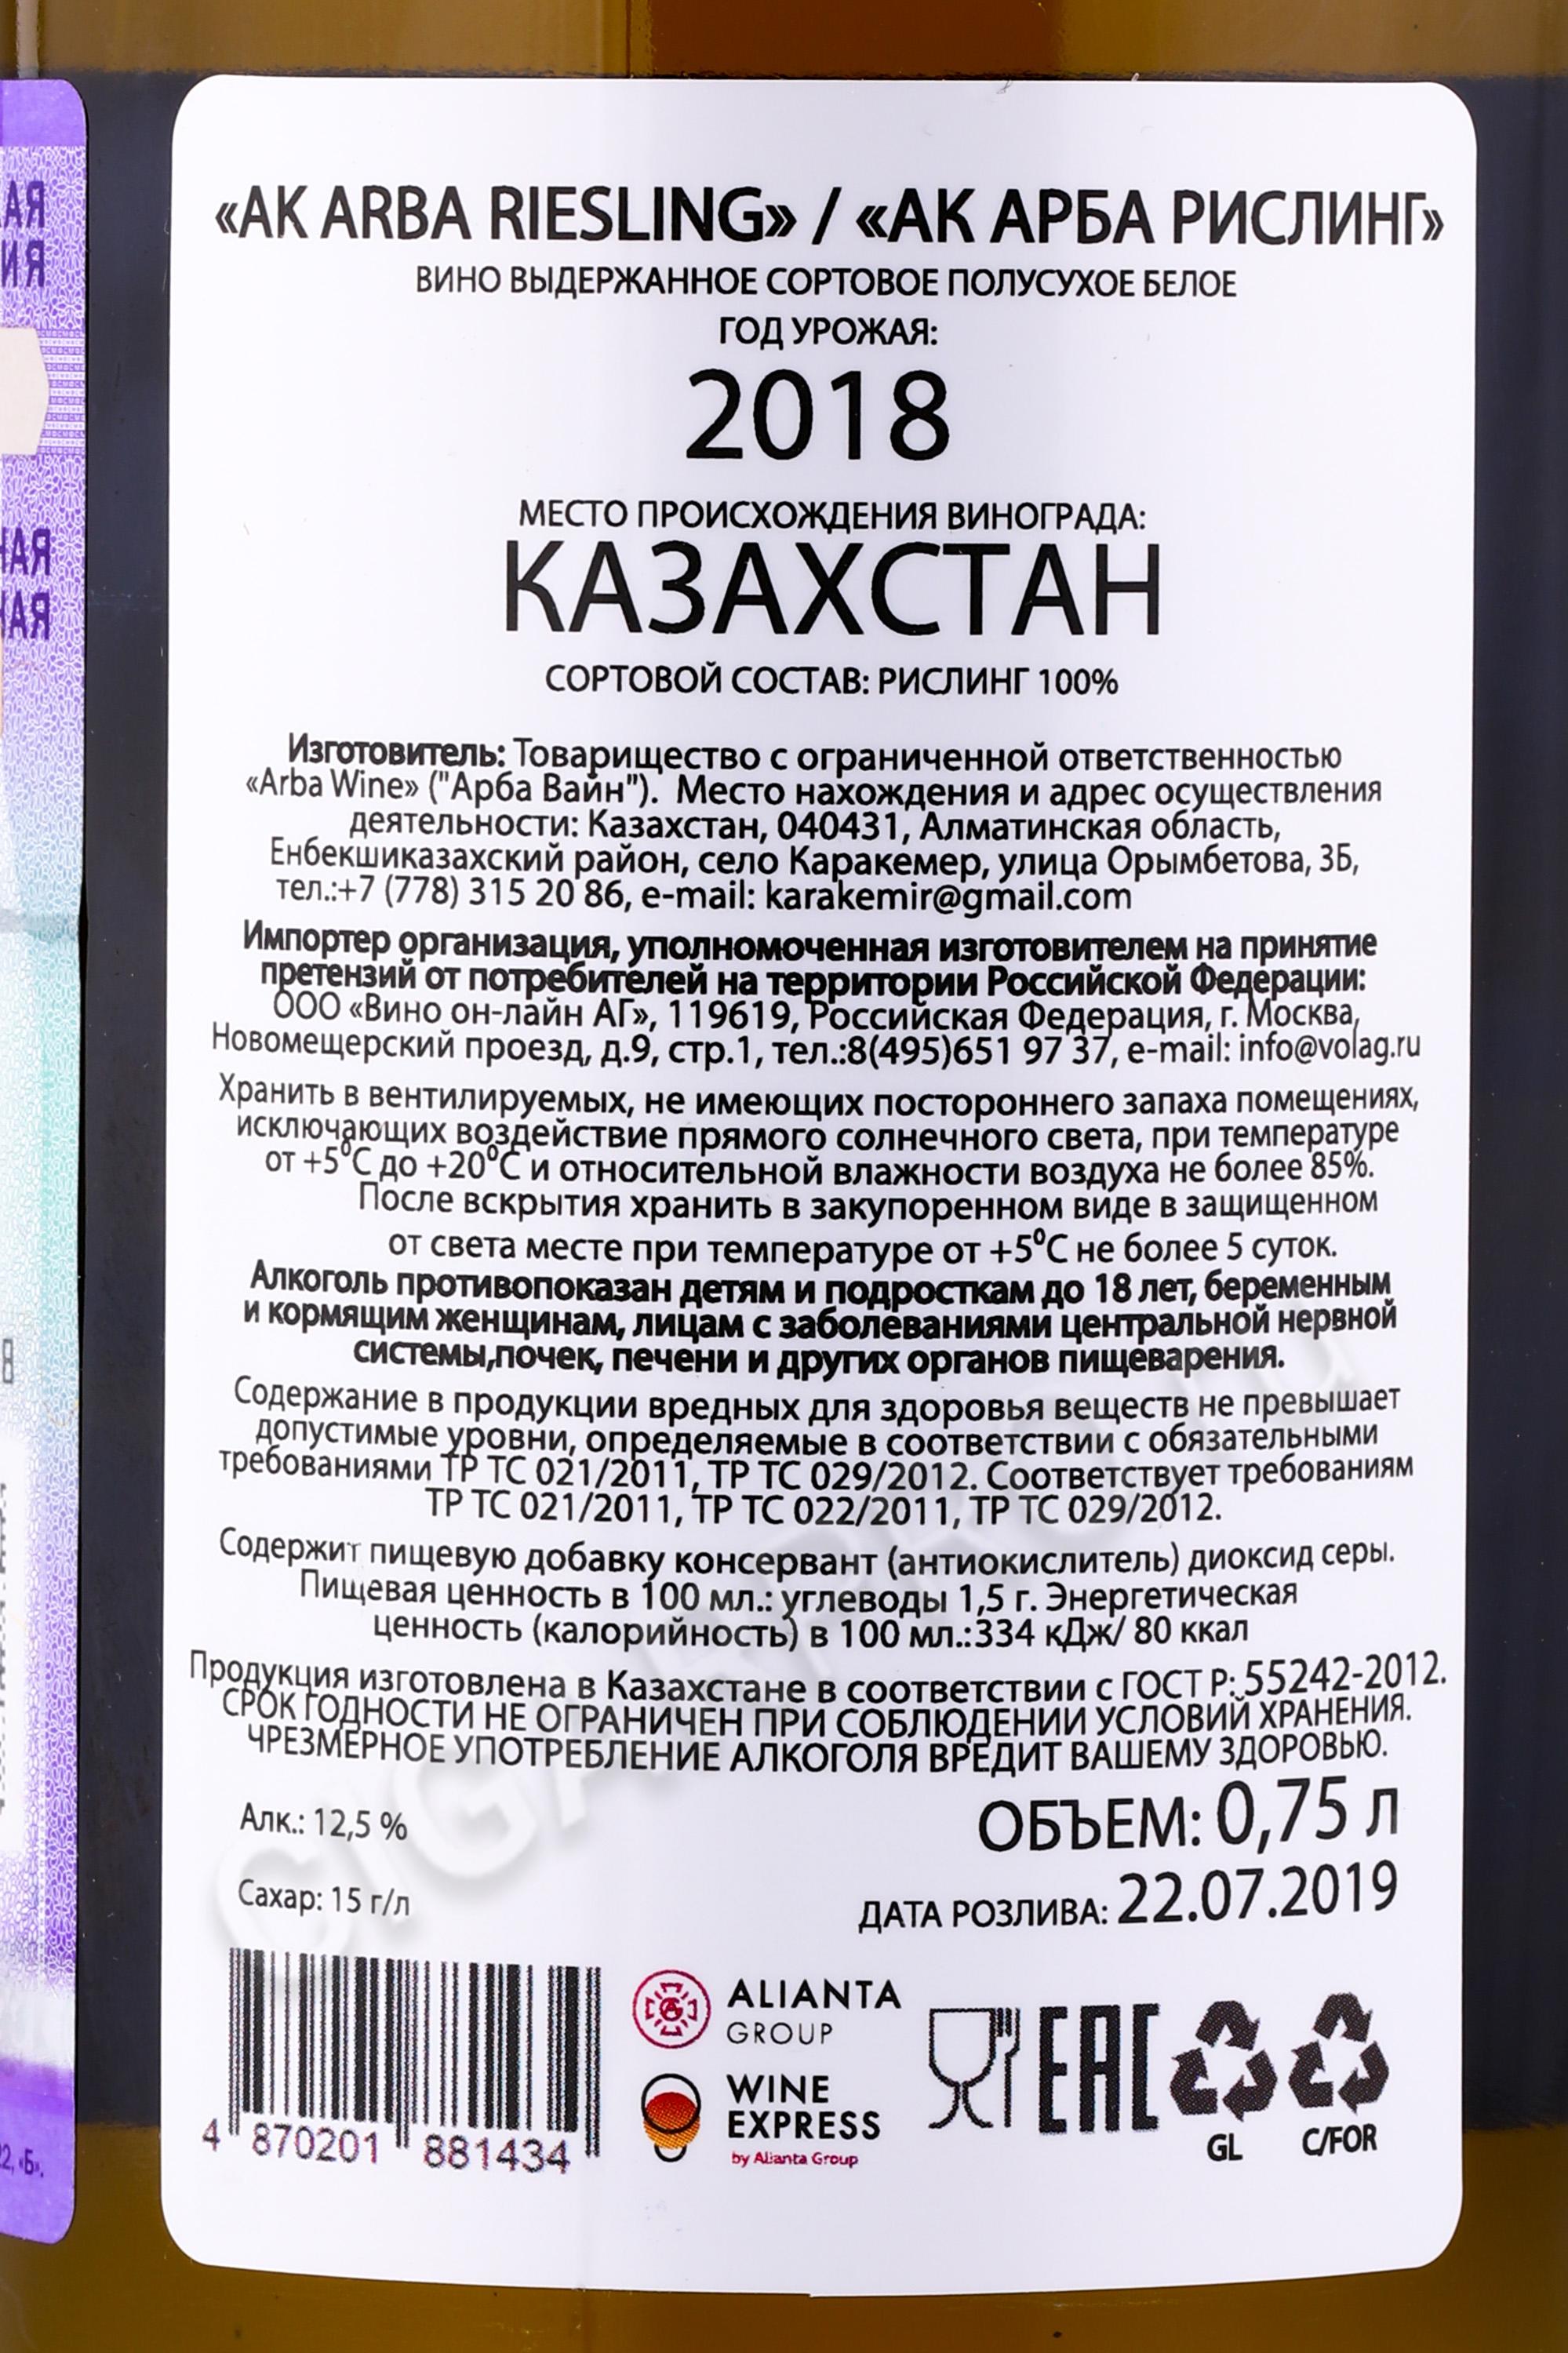 «AK ARBA RIESLING» / «АК АРБА РИСЛИНГ»
ВИНО ВЫДЕРЖАННОЕ СОРТОВОЕ ПОЛУСУХОЕ БЕЛОЕ
ГОД УРОЖАЯ:
2018
МЕСТО ПРОИСХОЖДЕНИЯ ВИНОГРАДА:
КАЗАХСТАН
СОРТОВОЙ СОСТАВ: РИСЛИНГ 100%
Изготовитель: Товарищество с ограниченной ответственностью
«Arba Wine» ("Арба Вайн"). Место нахождения и адрес осуществления
деятельности: Казахстан, 040431, Алматинская область,
Енбекшиказахский район, село Каракемер, улица Орымбетова, 3Б,
тел.:+7 (778) 315 20 86, e-mail: karakemir@gmail.com
Импортер организация, уполномоченная изготовителем на принятие
претензий от потребителей на территории Российской Федерации:
ООО «Вино он-лайн АГ», 119619, Российская Федерация, г. Москва,
Новомещерский проезд, д.9, стр.1, тел.:8(495)651 97 37, e-mail: info@volag.ru
Хранить в вентилируемых, не имеющих постороннего запаха помещениях,
исключающих воздействие прямого солнечного света, при температуре
от +5⁰С до +20⁰С и относительной влажности воздуха не более 85%.
После вскрытия хранить в закупоренном виде в защищенном
от света месте при температуре от +5⁰С не более 5 суток.
Алкоголь противопоказан детям и подросткам до 18 лет, беременным
и кормящим женщинам, лицам с заболеваниями центральной нервной
системы,почек, печени и других органов пищеварения.
Содержание в продукции вредных для здоровья веществ не превышает
допустимые уровни, определяемые в соответствии с обязательными
требованиями ТР ТС 021/2011, ТР ТС 029/2012. Соответствует требованиям
ТР ТС 021/2011, ТР ТС 022/2011, ТР ТС 029/2012.
Содержит пищевую добавку консервант (антиокислитель) диоксид серы.
Пищевая ценность в 100 мл.: углеводы 1,5 г. Энергетическая
ценность (калорийность) в 100 мл.:334 кДж/ 80 ккал
Продукция изготовлена в Казахстане в соответствии с ГОСТ Р: 55242-2012.
СРОК ГОДНОСТИ НЕ ОГРАНИЧЕН ПРИ СОБЛЮДЕНИИ УСЛОВИЙ ХРАНЕНИЯ.
ЧРЕЗМЕРНОЕ УПОТРЕБЛЕНИЕ АЛКОГОЛЯ ВРЕДИТ ВАШЕМУ ЗДОРОВЬЮ.
Алк.: 12,5 %
ОБЪЕМ: 0,75 л
Сахар: 15 г/л
ДАТА РОЗЛИВА: 22.07.2019
4 870201 881434
ALIANTA
GROUP
WINE
EXPRESS
by Alianta Group
EAC
GL
C/FOR
CIGARPRO.ru